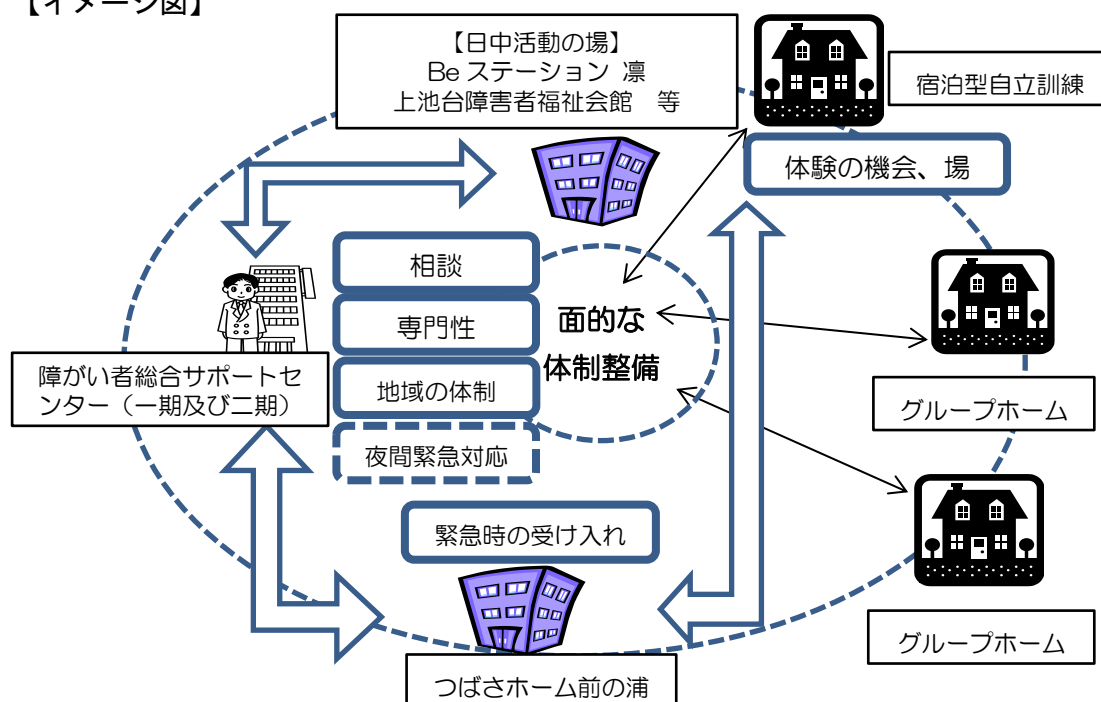 【イメージ図】
【日中活動の場】
Be ステーション 凛
上池台障害者福祉会館　等
宿泊型自立訓練
体験の機会、場
相談
専門性
地域の体制
夜間緊急対応
面的な
体制整備
障がい者総合サポートセ
ンター（一期及び二期）
グループホーム
緊急時の受け入れ
グループホーム
つばさホーム前の浦